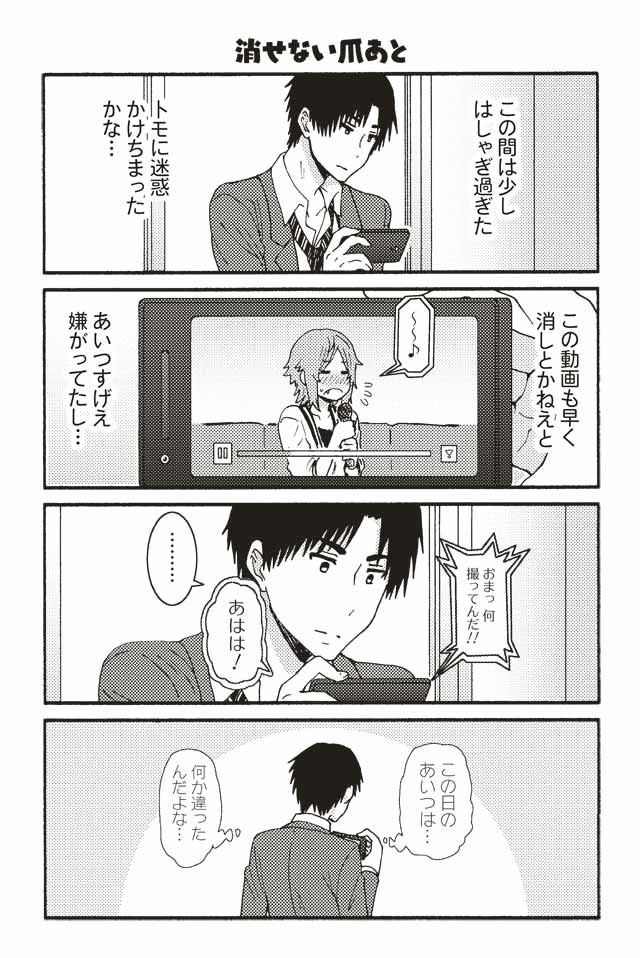 消せない爪あと
この間は少し
はしゃぎ過ぎた
トモに迷惑
かけちまった
かな…
〜♪
この動画も早く
消しとかねえと
あいつすげえ
嫌がってたし…
おまっ 何
撮ってんだ!!
あはは!
………
この日の
あいつは…
何か違った
んだよな…